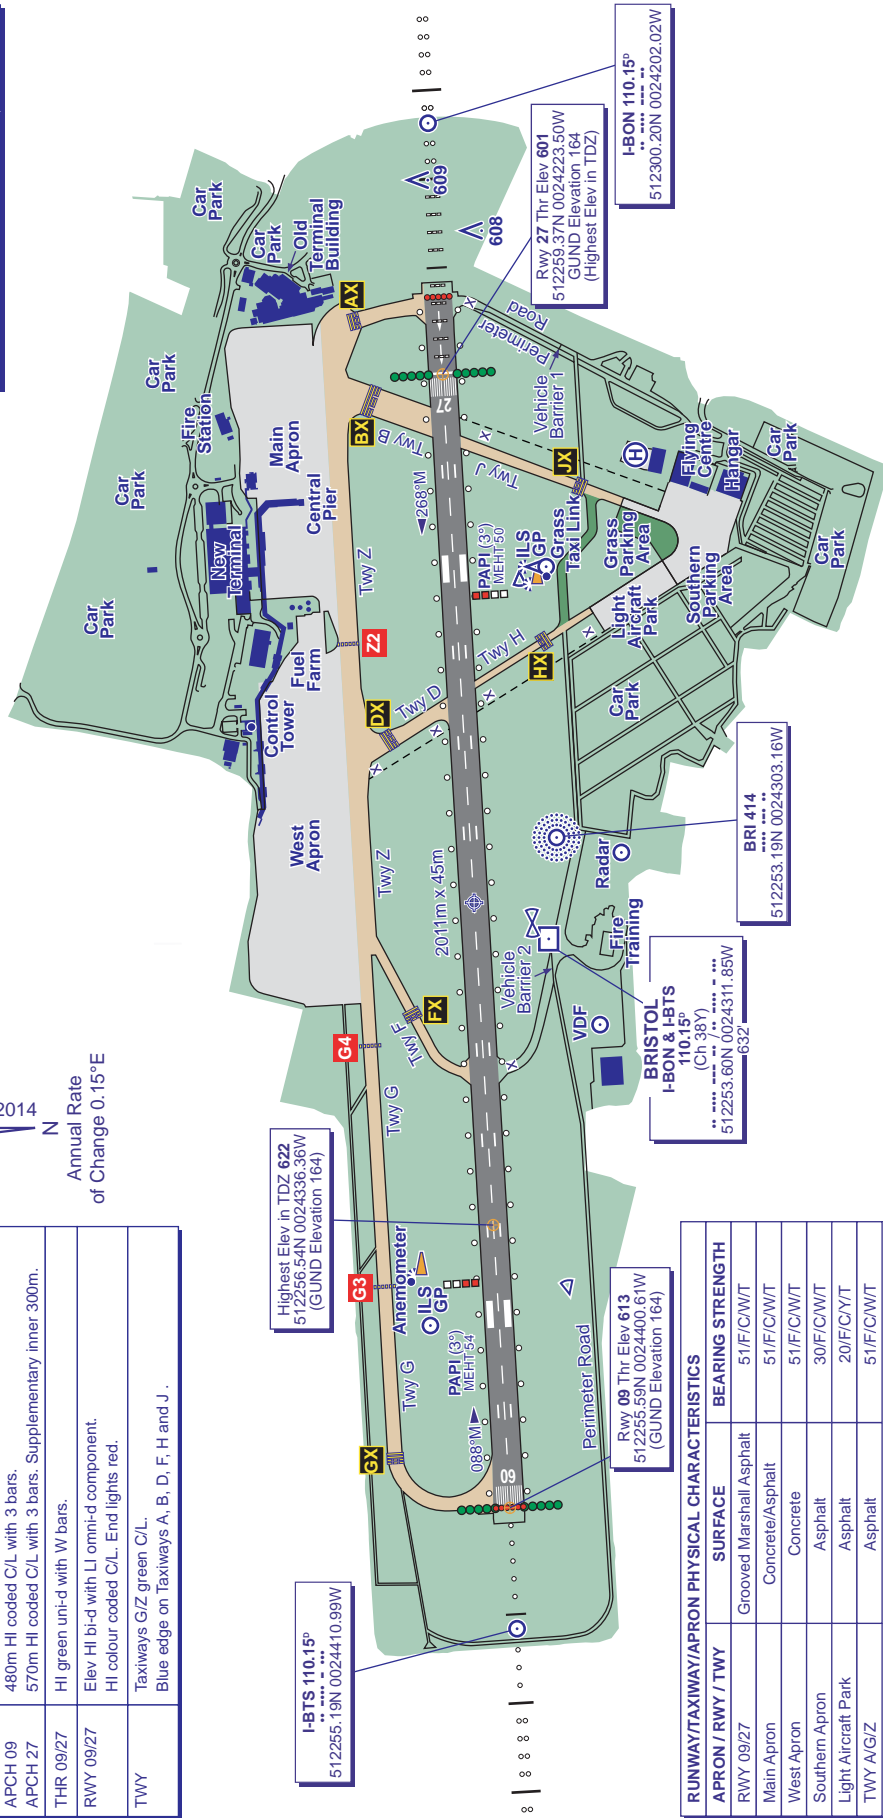 APCH 09
480m HI coded C/L with 3 bars.
APCH 27
570m HI coded C/L with 3 bars. Supplementary inner 300m.
THR 09/27
HI green uni-d with W bars.
RWY 09/27
Elev HI bi-d with LI omni-d component.
HI colour coded C/L. End lights red.
TWY
Taxiways G/Z green C/L.
Blue edge on Taxiways A, B, D, F, H and J .
2014
N
Annual Rate
of Change 0.15°E
Car
Park
Car
Park
Car
Park
Car
Park
Car
Park
Old
Terminal
Building
Fire
Station
Main
Apron
Central
Pier
New
Terminal
Fuel
Farm
Control
Tower
West
Apron
AX
BX
Twy B
Twy Z
Z2
DX
Twy D
Twy Z
FX
Twy F
G4
Twy G
G3
Twy G
GX
Anemometer
ILS
GP
PAPI (3°)
MEHT 54
088°M
09
2011m x 45m
268°M
27
PAPI (3°)
MEHT 50
ILS
GP
Twy J
JX
Twy H
HX
Grass
Taxi Link
Grass
Parking
Area
Light
Aircraft
Park
Southern
Parking
Area
H
Flying
Centre
Hangar
Car
Park
Car
Park
Car
Park
Vehicle
Barrier 1
Perimeter
Road
609
608
Vehicle
Barrier 2
Radar
Fire
Training
VDF
Perimeter Road
I-BON 110.15º
512300.20N 0024202.02W
Rwy 27 Thr Elev 601
512259.37N 0024223.50W
GUND Elevation 164
(Highest Elev in TDZ)
BRI 414
512253.19N 0024303.16W
BRISTOL
I-BON & I-BTS
110.15º
(Ch 38Y)
512253.60N 0024311.85W
632'
Highest Elev in TDZ 622
512256.54N 0024336.36W
(GUND Elevation 164)
Rwy 09 Thr Elev 613
512255.59N 0024400.61W
(GUND Elevation 164)
I-BTS 110.15º
512255.19N 0024410.99W
RUNWAY/TAXIWAY/APRON PHYSICAL CHARACTERISTICS
APRON / RWY / TWY SURFACE BEARING STRENGTH
RWY 09/27 Grooved Marshall Asphalt 51/F/C/W/T
Main Apron Concrete/Asphalt 51/F/C/W/T
West Apron Concrete 51/F/C/W/T
Southern Apron Asphalt 30/F/C/W/T
Light Aircraft Park Asphalt 20/F/C/Y/T
TWY A/G/Z Asphalt 51/F/C/W/T